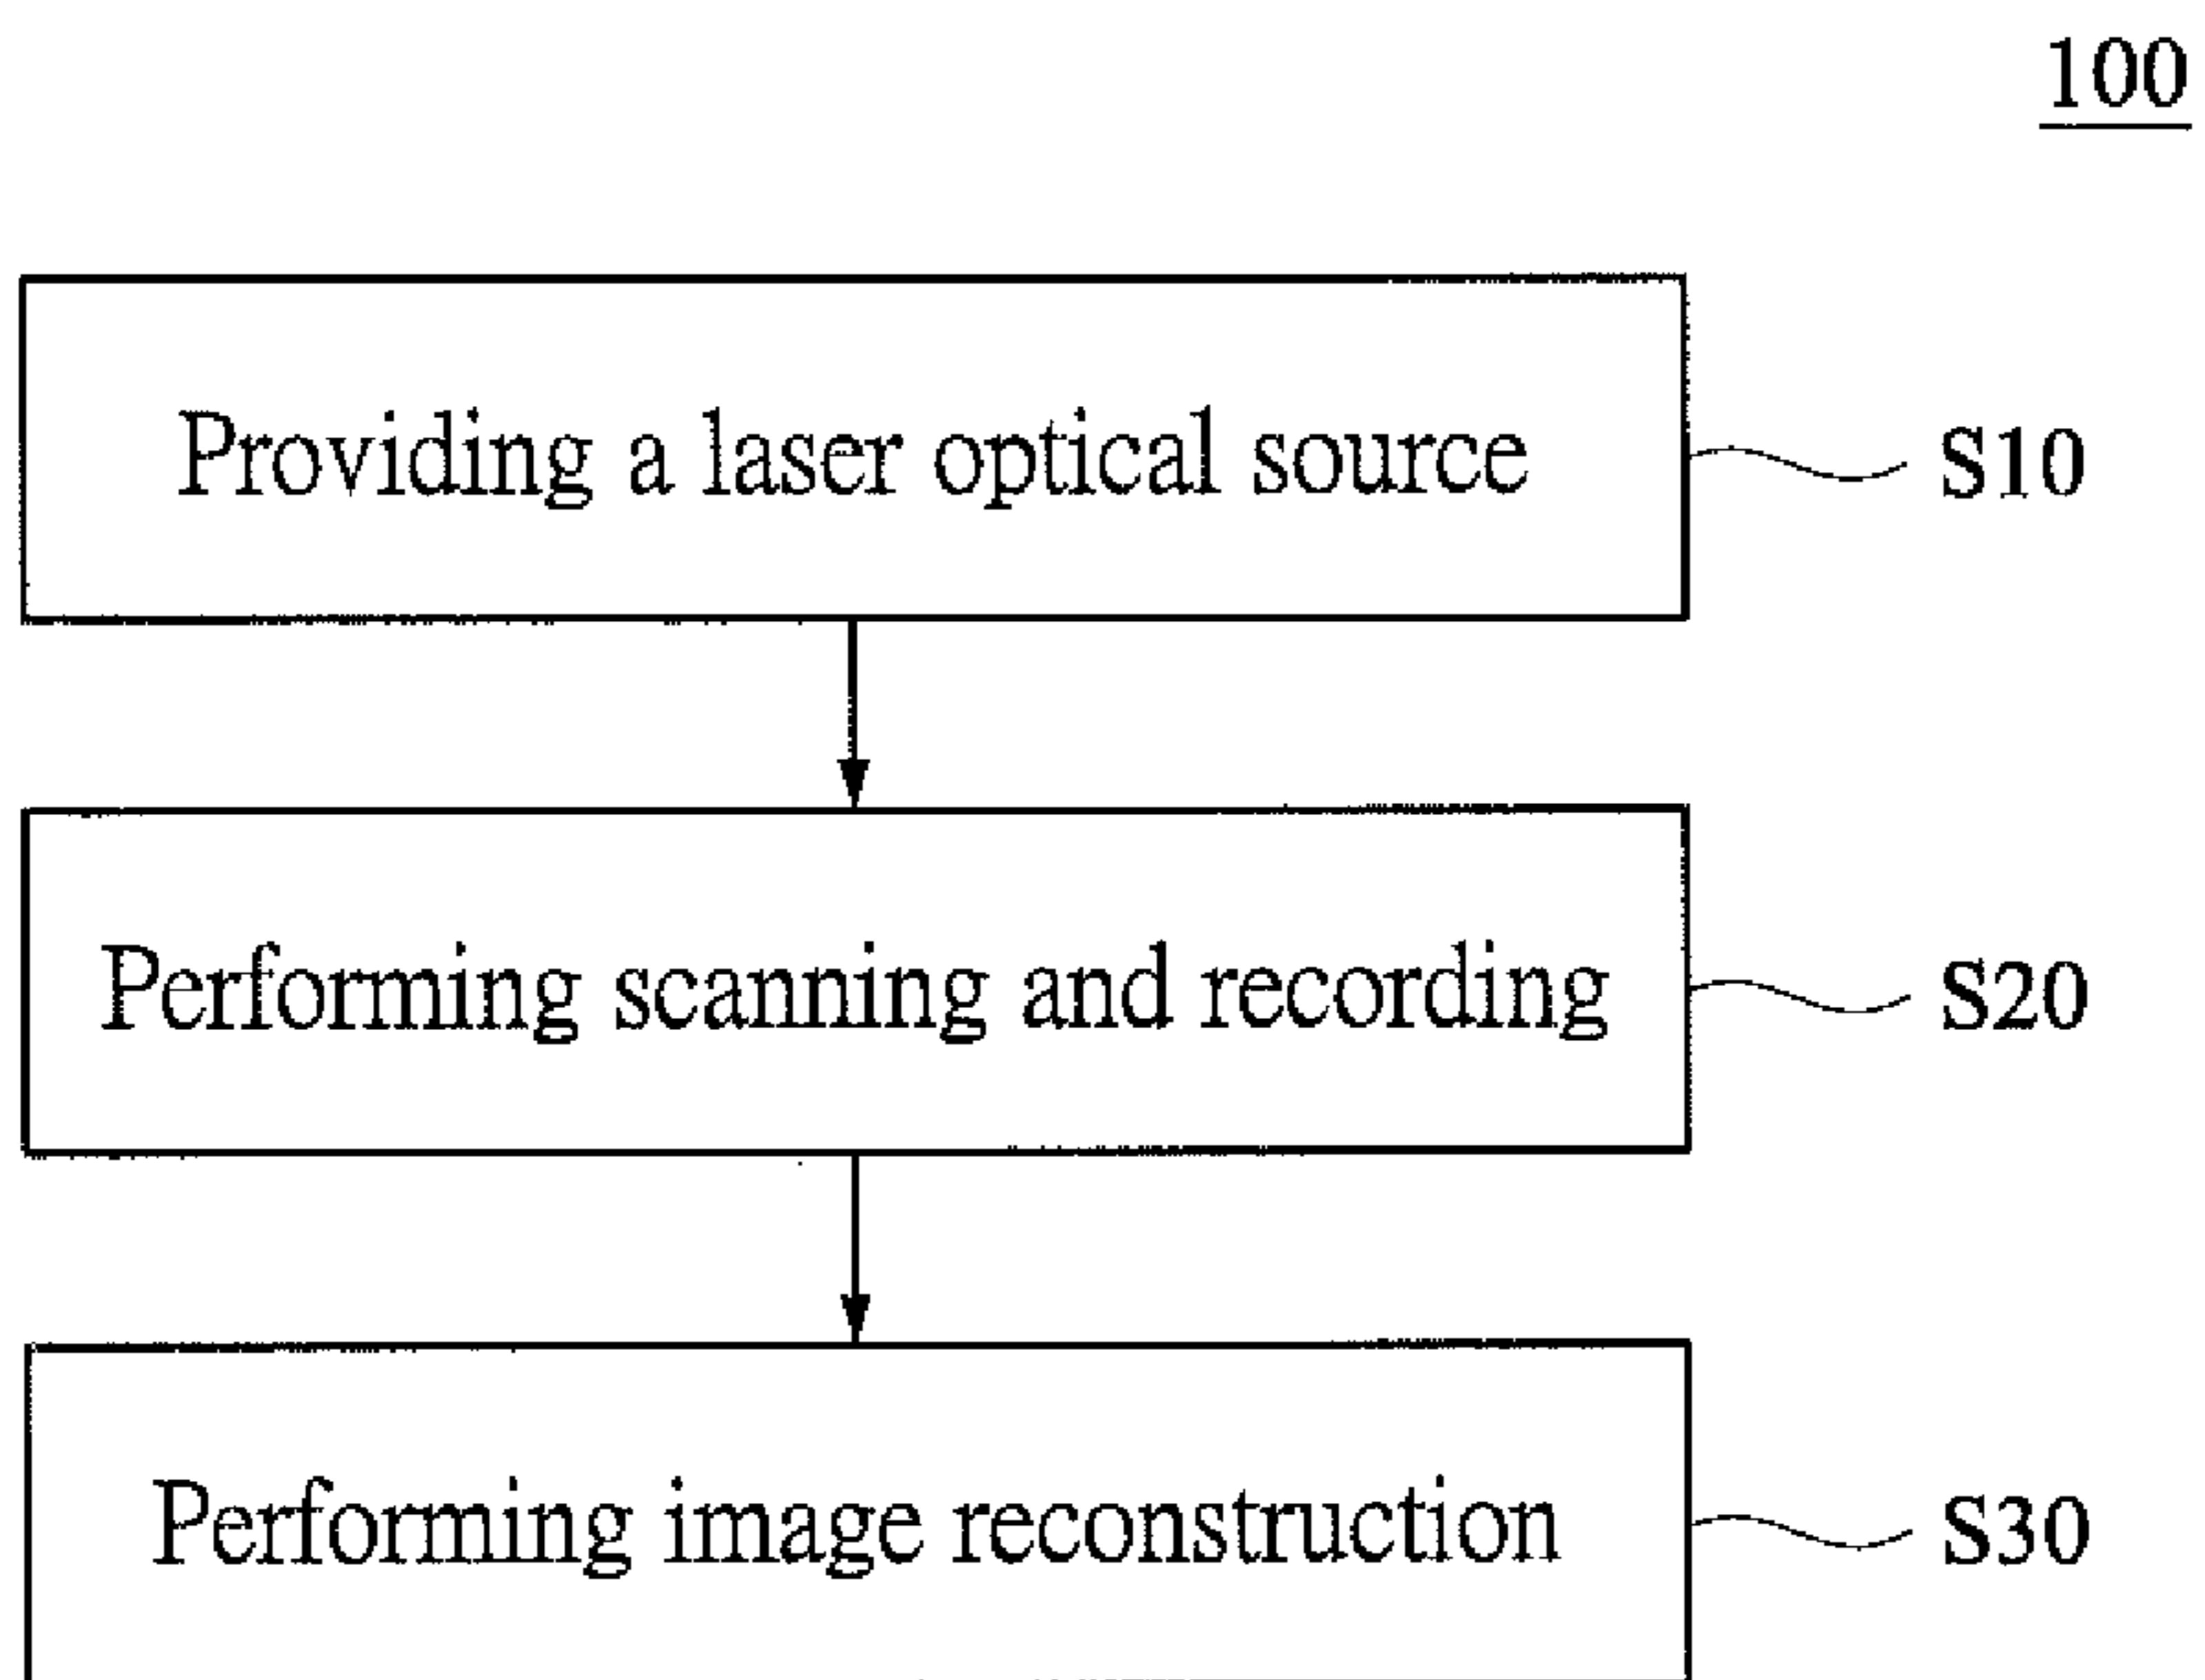 100
Providing a laser optical source
S10
Performing scanning and recording
S20
Performing image reconstruction
S30